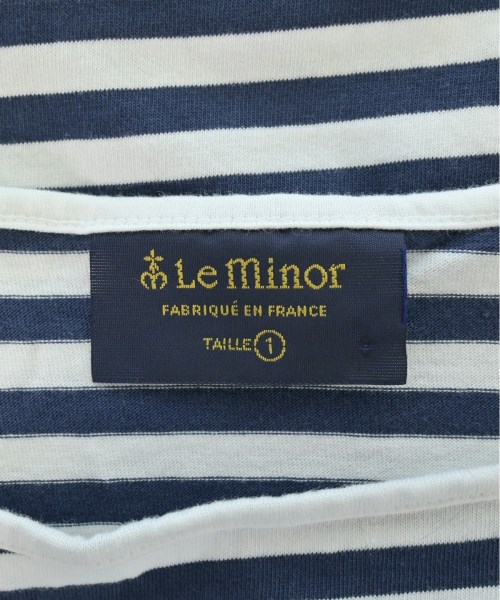 Le Minor
FABRIQUÉ EN FRANCE
TAILLE 1